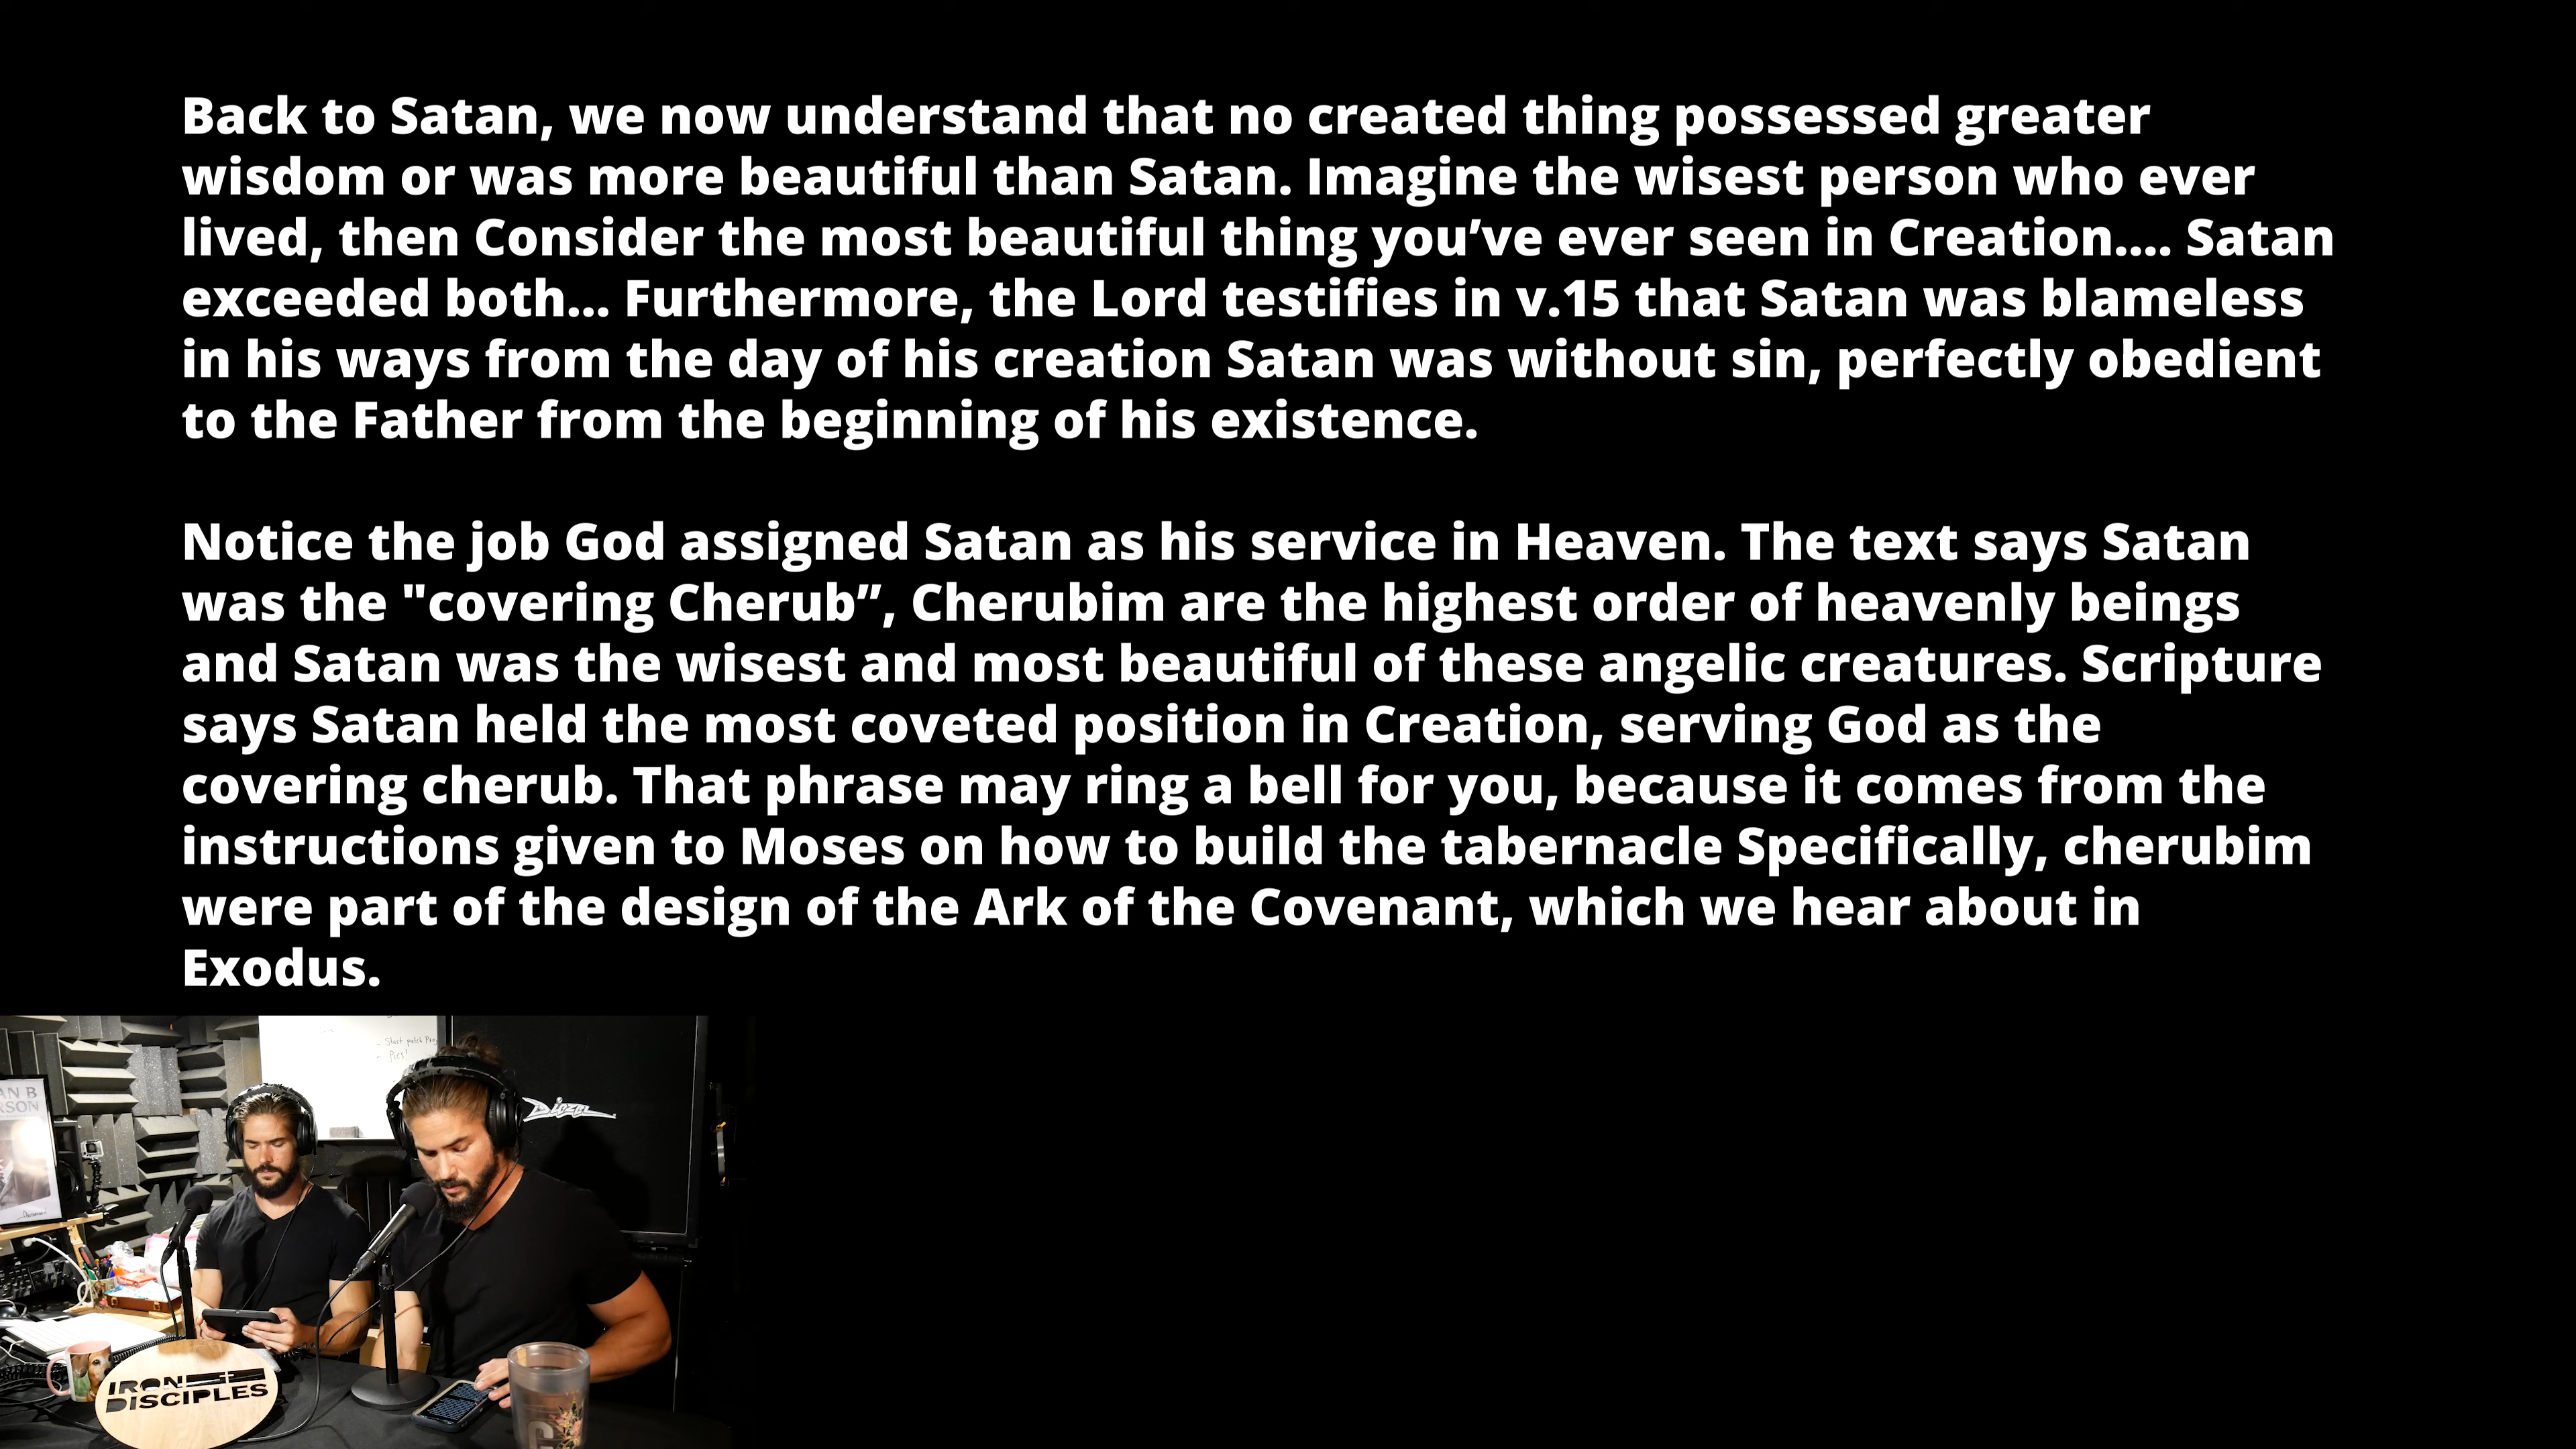 Back to Satan, we now understand that no created thing possessed greater
wisdom or was more beautiful than Satan. Imagine the wisest person who ever
lived, then Consider the most beautiful thing you’ve ever seen in Creation.... Satan
exceeded both... Furthermore, the Lord testifies in v.15 that Satan was blameless
in his ways from the day of his creation Satan was without sin, perfectly obedient
to the Father from the beginning of his existence.
Notice the job God assigned Satan as his service in Heaven. The text says Satan
was the "covering Cherub”, Cherubim are the highest order of heavenly beings
and Satan was the wisest and most beautiful of these angelic creatures. Scripture
says Satan held the most coveted position in Creation, serving God as the
covering cherub. That phrase may ring a bell for you, because it comes from the
instructions given to Moses on how to build the tabernacle Specifically, cherubim
were part of the design of the Ark of the Covenant, which we hear about in
Exodus.
- Start patch
- Pics!
AN B
SON
Diezel
IRON
DISCIPLES